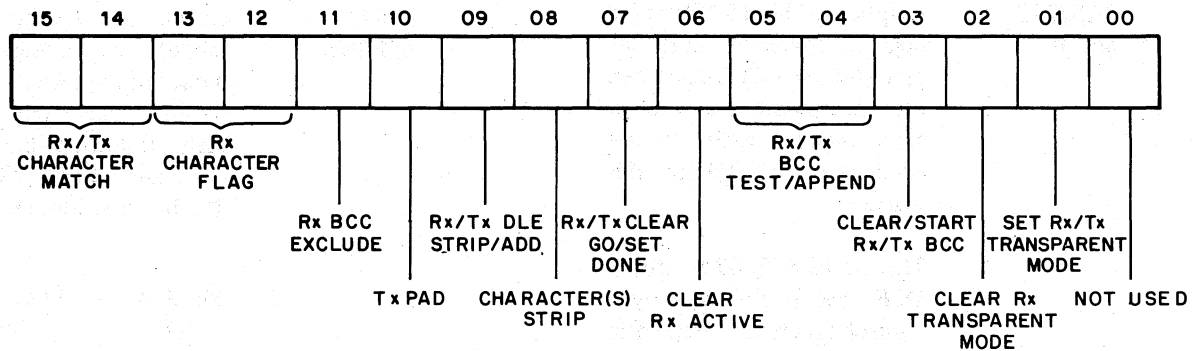 15 14 13 12 11 10 09 08 07 06 05 04 03 02 01 00
Rx/Tx
CHARACTER
MATCH
Rx
CHARACTER
FLAG
Rx BCC
EXCLUDE
Tx PAD
Rx/Tx DLE
STRIP/ADD
CHARACTER(S)
STRIP
Rx/Tx CLEAR
GO/SET
DONE
CLEAR
Rx ACTIVE
Rx/Tx
BCC
TEST/APPEND
CLEAR/START
Rx/Tx BCC
CLEAR Rx
TRANSPARENT
MODE
SET Rx/Tx
TRANSPARENT
MODE
NOT USED